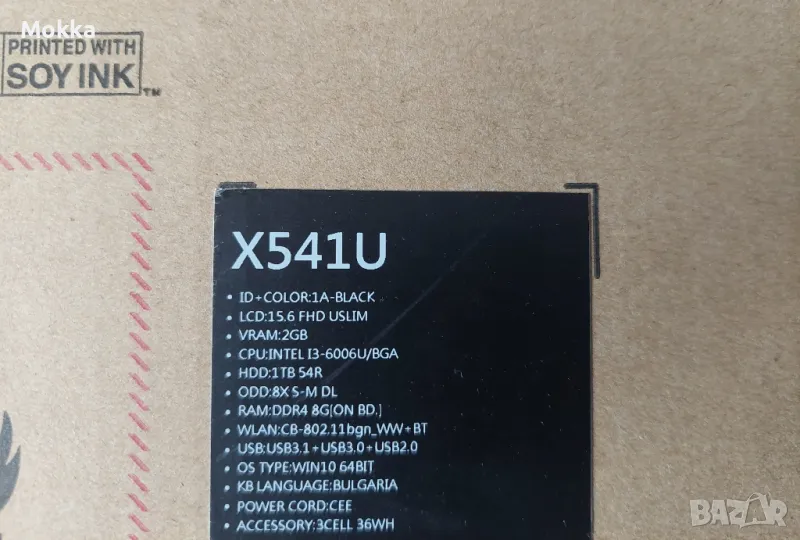 Mokka
PRINTED WITH
SOY INK TM
X541U
• ID+COLOR:1A-BLACK
• LCD:15.6 FHD USLIM
• VRAM:2GB
• CPU:INTEL I3-6006U/BGA
• HDD:1TB 54R
• ODD:8X S-M DL
• RAM:DDR4 8G[ON BD.]
• WLAN:CB-802.11bgn_WW+BT
• USB:USB3.1+USB3.0+USB2.0
• OS TYPE:WIN10 64BIT
• KB LANGUAGE:BULGARIA
• POWER CORD:CEE
• ACCESSORY:3CELL 36WH
BAZAR
bg